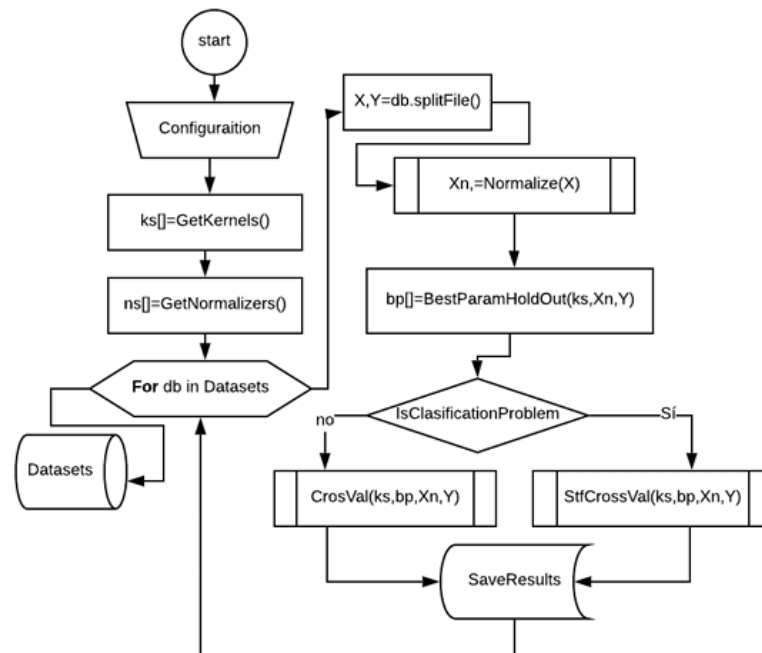 start
Configuraition
ks[]=GetKernels()
ns[]=GetNormalizers()
For db in Datasets
Datasets
X,Y=db.splitFile()
Xn,=Normalize(X)
bp[]=BestParamHoldOut(ks,Xn,Y)
IsClasificationProblem
no
Sí
CrosVal(ks,bp,Xn,Y)
StfCrossVal(ks,bp,Xn,Y)
SaveResults